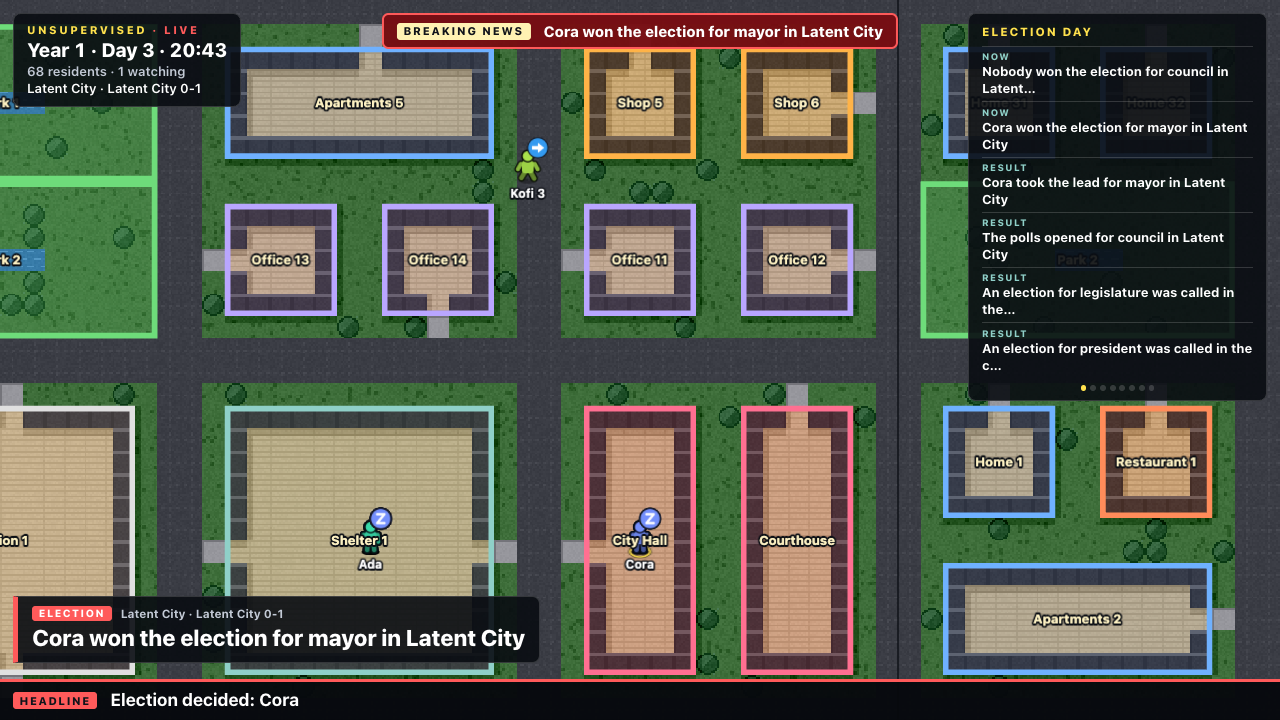 UNSUPERVISED · LIVE
Year 1 · Day 3 · 20:43
68 residents · 1 watching
Latent City · Latent City 0-1
BREAKING NEWS Cora won the election for mayor in Latent City
ELECTION DAY
NOW
Nobody won the election for council in
Latent...
NOW
Cora won the election for mayor in Latent
City
RESULT
Cora took the lead for mayor in Latent
City
RESULT
The polls opened for council in Latent
City
RESULT
An election for legislature was called in
the...
RESULT
An election for president was called in the
c...
Apartments 5
Shop 5
Shop 6
Home 31
Home 32
Kofi 3
Office 13
Office 14
Office 11
Office 12
Park 2
Home 1
Restaurant 1
Shelter 1
Ada
City Hall
Cora
Courthouse
Apartments 2
ELECTION Latent City · Latent City 0-1
Cora won the election for mayor in Latent City
HEADLINE Election decided: Cora